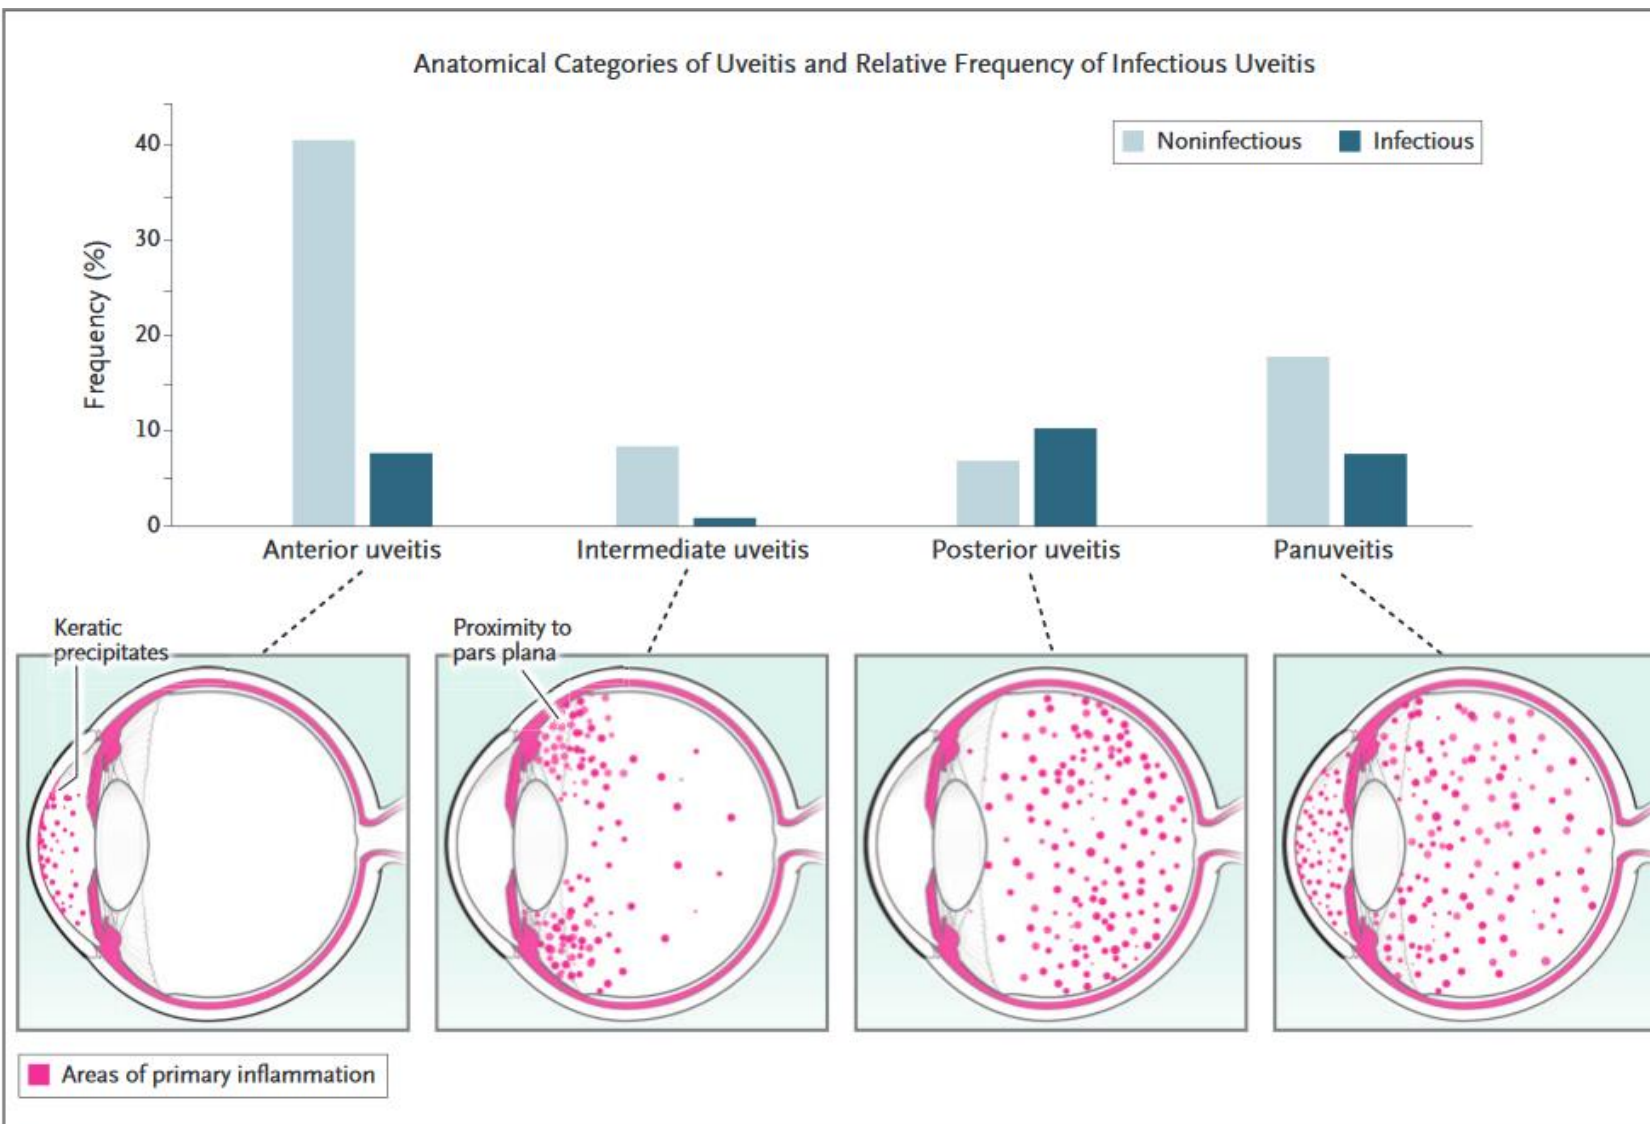 Anatomical Categories of Uveitis and Relative Frequency of Infectious Uveitis
Noninfectious
Infectious
Frequency (%)
40
30
20
10
0
Anterior uveitis
Intermediate uveitis
Posterior uveitis
Panuveitis
Keratic
precipitates
Proximity to
pars plana
Areas of primary inflammation